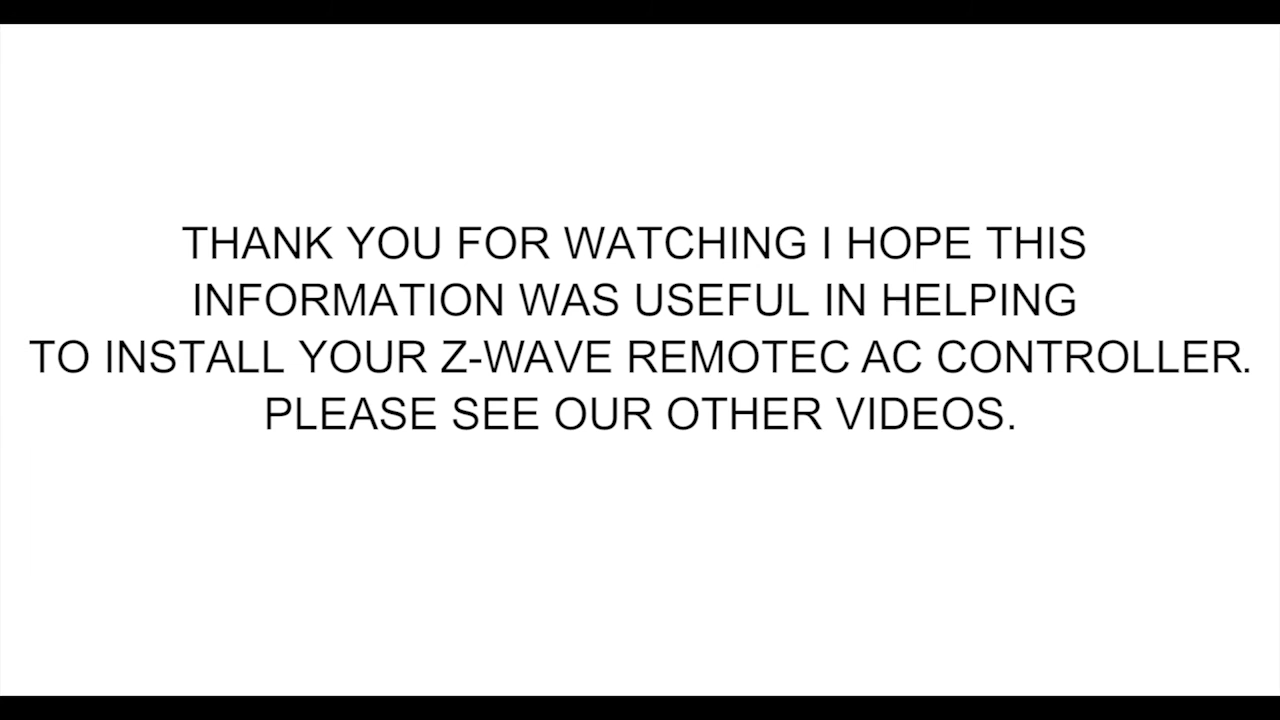 THANK YOU FOR WATCHING I HOPE THIS
INFORMATION WAS USEFUL IN HELPING
TO INSTALL YOUR Z-WAVE REMOTEC AC CONTROLLER.
PLEASE SEE OUR OTHER VIDEOS.